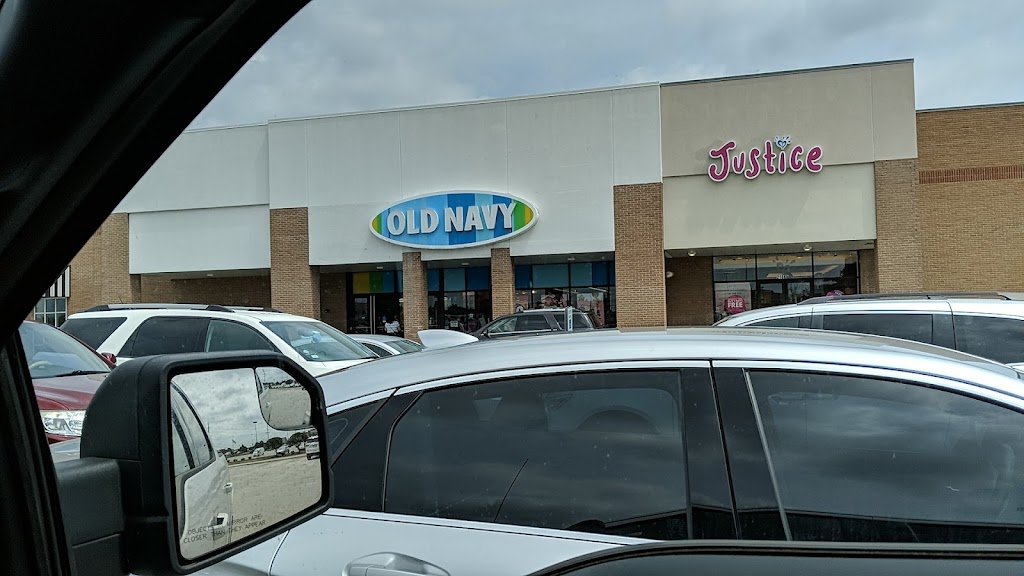 OLD NAVY
Justice
FREE
OBJECTS IN MIRROR ARE
CLOSER THAN THEY APPEAR